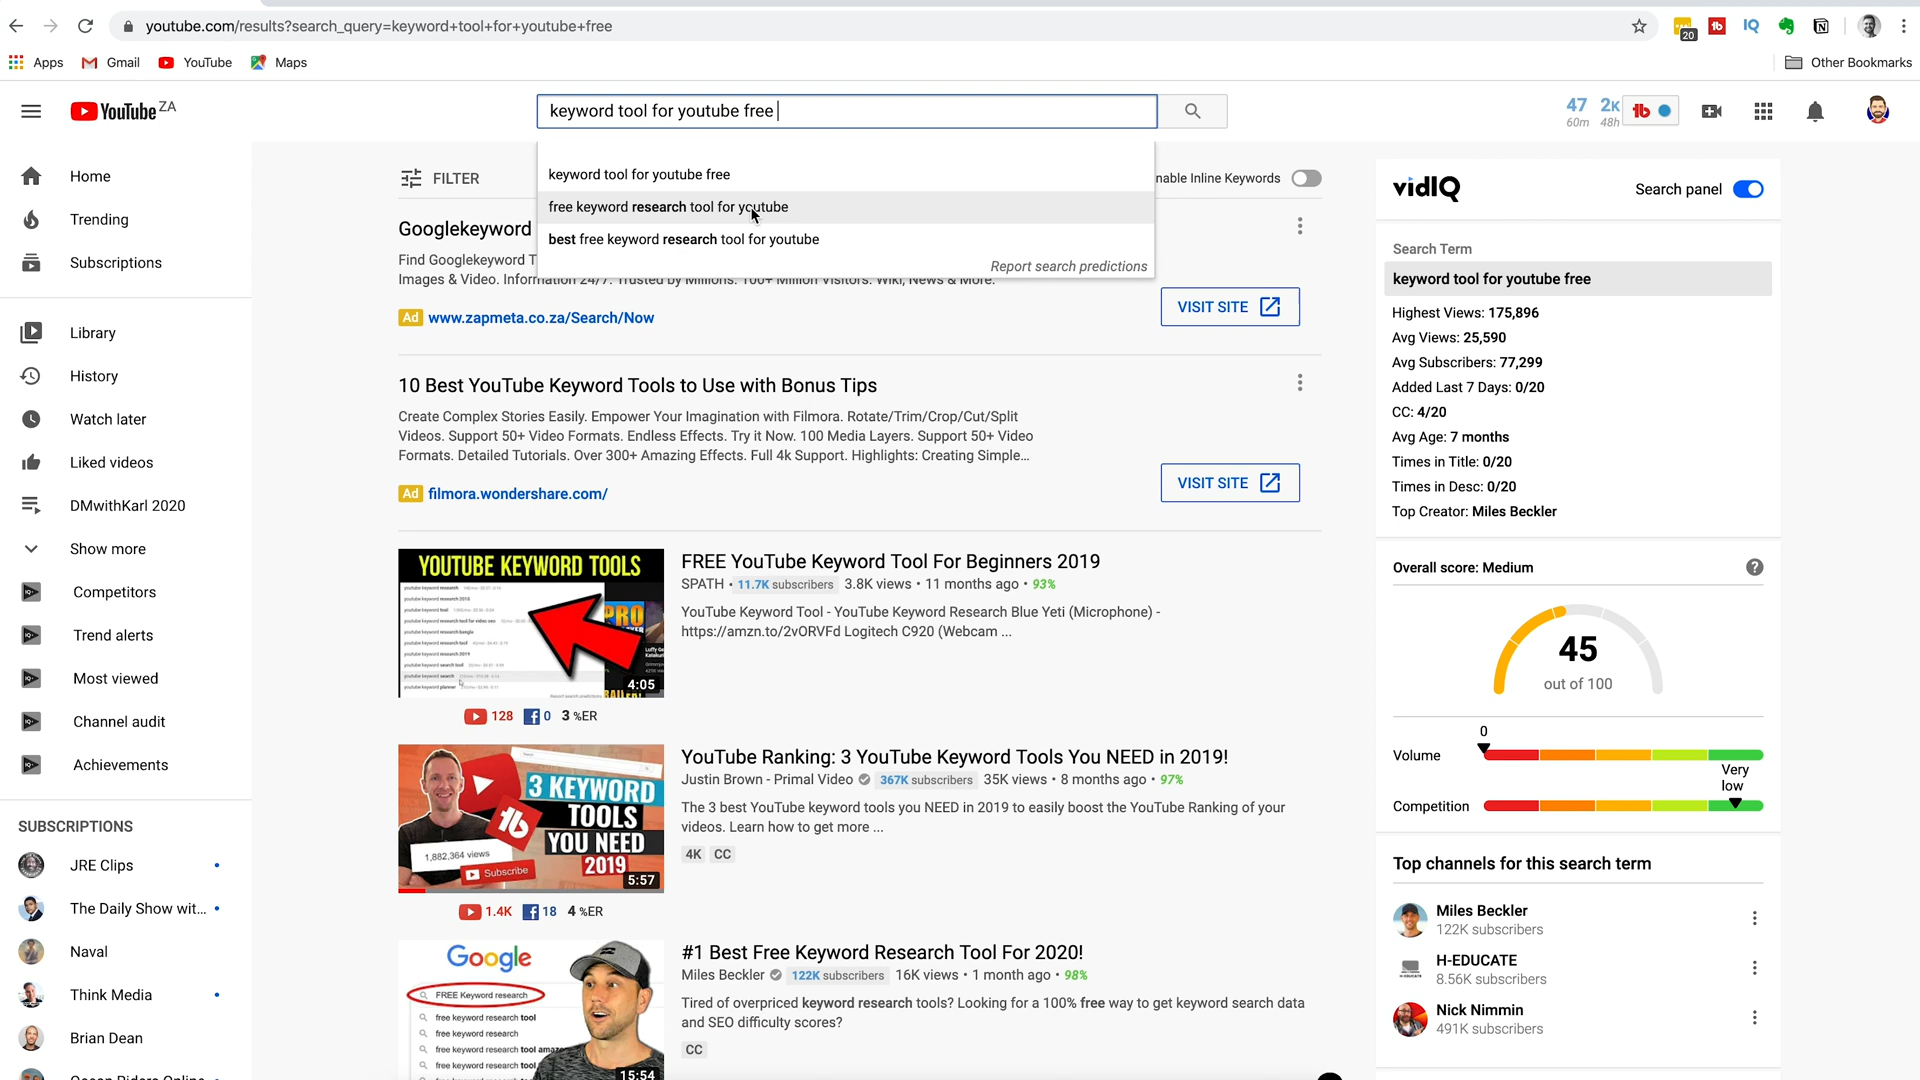 youtube.com/results?search_query=keyword+tool+for+youtube+free
20
Apps
Gmail
YouTube
Maps
Other Bookmarks
YouTube ZA
keyword tool for youtube free
47 2K
60m 48h
Home
Trending
Subscriptions
Library
History
Watch later
Liked videos
DMwithKarl 2020
Show more
Competitors
Trend alerts
Most viewed
Channel audit
Achievements
SUBSCRIPTIONS
JRE Clips
The Daily Show wit...
Naval
Think Media
Brian Dean
FILTER
keyword tool for youtube free
free keyword research tool for youtube
best free keyword research tool for youtube
Report search predictions
nable Inline Keywords
Googlekeyword
Find Googlekeyword T
Images & Video. Information 24/7. Trusted by Millions. 100+ Million Visitors. Wiki, News & More.
Ad www.zapmeta.co.za/Search/Now
VISIT SITE
10 Best YouTube Keyword Tools to Use with Bonus Tips
Create Complex Stories Easily. Empower Your Imagination with Filmora. Rotate/Trim/Crop/Cut/Split
Videos. Support 50+ Video Formats. Endless Effects. Try it Now. 100 Media Layers. Support 50+ Video
Formats. Detailed Tutorials. Over 300+ Amazing Effects. Full 4k Support. Highlights: Creating Simple...
Ad filmora.wondershare.com/
VISIT SITE
YOUTUBE KEYWORD TOOLS
4:05
128 0 3 %ER
FREE YouTube Keyword Tool For Beginners 2019
SPATH • 11.7K subscribers 3.8K views • 11 months ago • 93%
YouTube Keyword Tool - YouTube Keyword Research Blue Yeti (Microphone) -
https://amzn.to/2vORVFd Logitech C920 (Webcam ...
3 KEYWORD
TOOLS
YOU NEED
2019
1,882,364 views
Subscribe
5:57
1.4K 18 4 %ER
YouTube Ranking: 3 YouTube Keyword Tools You NEED in 2019!
Justin Brown - Primal Video 367K subscribers 35K views • 8 months ago • 97%
The 3 best YouTube keyword tools you NEED in 2019 to easily boost the YouTube Ranking of your
videos. Learn how to get more ...
4K CC
Google
FREE Keyword research
free keyword research tool
free keyword research
free keyword research tool amaz
free keyword research tool
15:54
#1 Best Free Keyword Research Tool For 2020!
Miles Beckler 122K subscribers 16K views • 1 month ago • 98%
Tired of overpriced keyword research tools? Looking for a 100% free way to get keyword search data
and SEO difficulty scores?
CC
vidIQ
Search panel
Search Term
keyword tool for youtube free
Highest Views: 175,896
Avg Views: 25,590
Avg Subscribers: 77,299
Added Last 7 Days: 0/20
CC: 4/20
Avg Age: 7 months
Times in Title: 0/20
Times in Desc: 0/20
Top Creator: Miles Beckler
Overall score: Medium
45
out of 100
0
Volume
Very
low
Competition
Top channels for this search term
Miles Beckler
122K subscribers
H-EDUCATE
8.56K subscribers
Nick Nimmin
491K subscribers